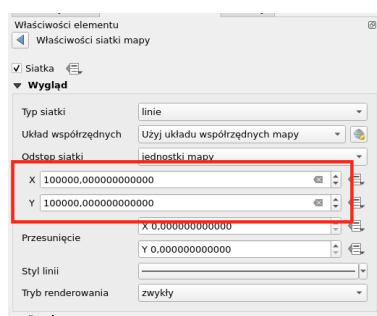 Właściwości elementu
Właściwości siatki mapy
Siatka
Wygląd
Typ siatki linie
Układ współrzędnych Użyj układu współrzędnych mapy
Odstęp siatki jednostki mapy
X 100000,000000000000
Y 100000,000000000000
Przesunięcie
X 0,000000000000
Y 0,000000000000
Styl linii
Tryb renderowania zwykły